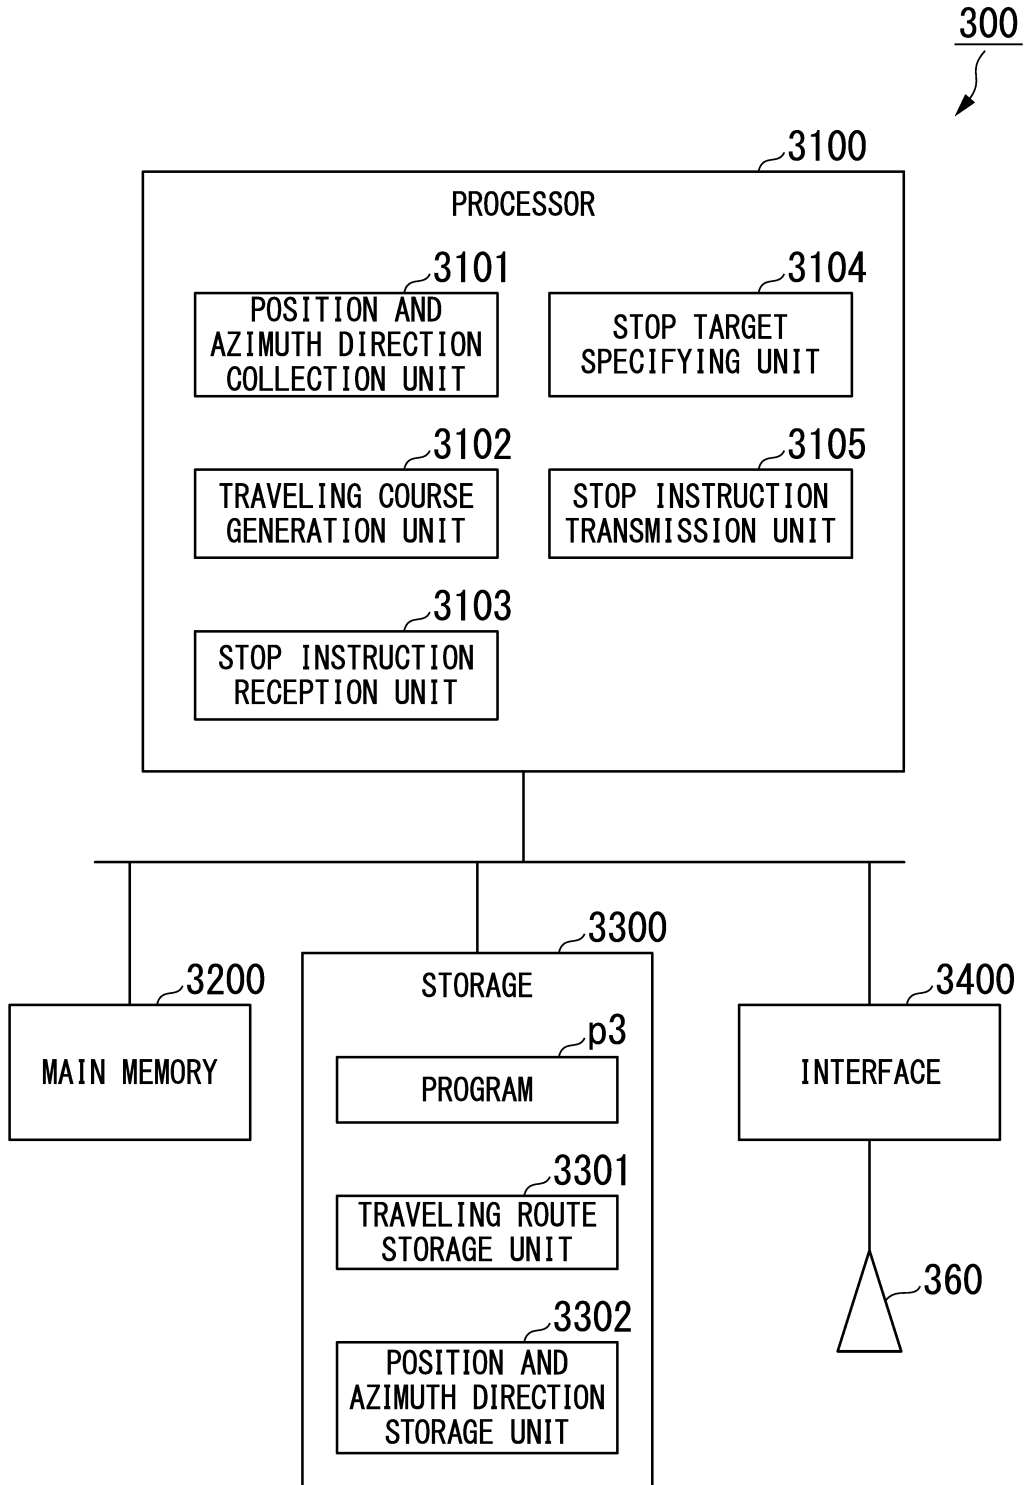 300
3100
PROCESSOR
3101
POSITION AND
AZIMUTH DIRECTION
COLLECTION UNIT
3104
STOP TARGET
SPECIFYING UNIT
3102
TRAVELING COURSE
GENERATION UNIT
3105
STOP INSTRUCTION
TRANSMISSION UNIT
3103
STOP INSTRUCTION
RECEPTION UNIT
3200
MAIN MEMORY
3300
STORAGE
p3
PROGRAM
3301
TRAVELING ROUTE
STORAGE UNIT
3302
POSITION AND
AZIMUTH DIRECTION
STORAGE UNIT
3400
INTERFACE
360